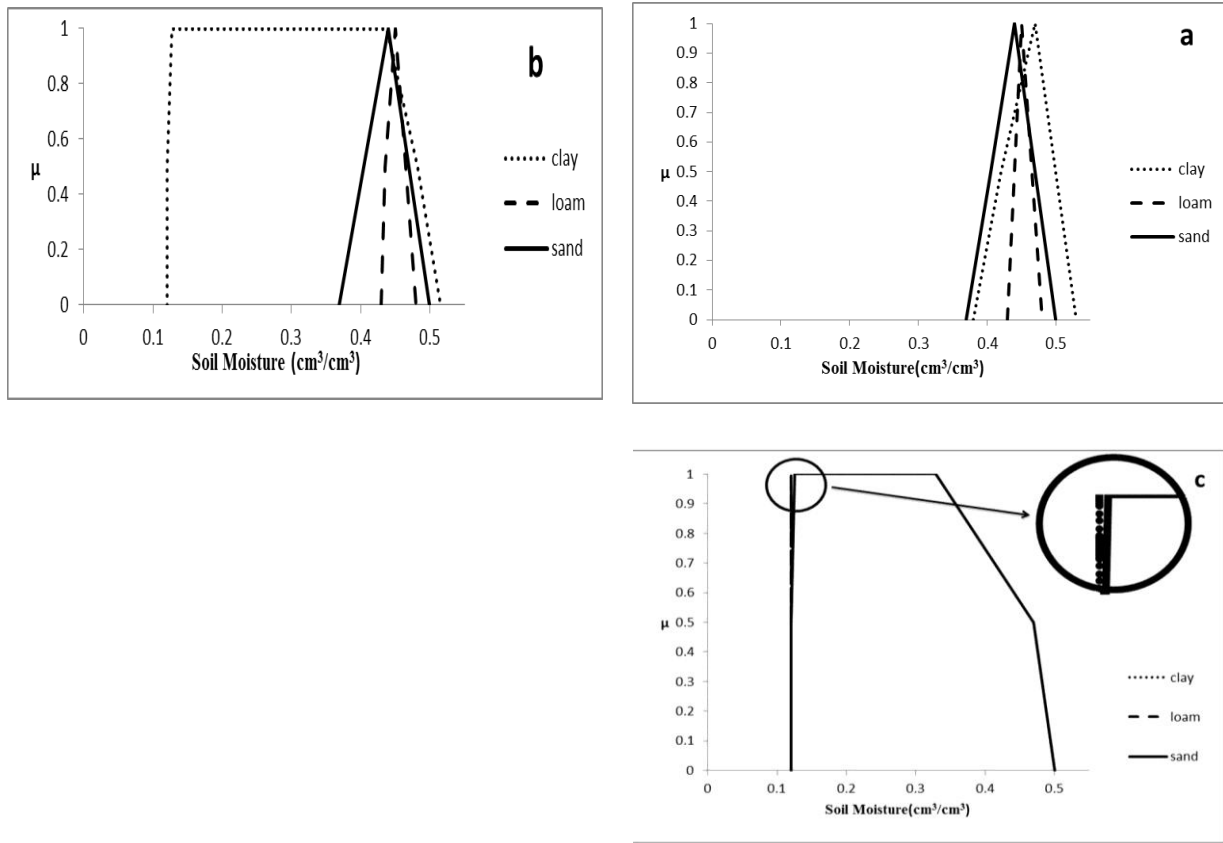 b
1
0.8
0.6
μ
0.4
0.2
0
0 0.1 0.2 0.3 0.4 0.5
Soil Moisture (cm³/cm³)
clay
loam
sand
a
1
0.9
0.8
0.7
0.6
μ
0.5
0.4
0.3
0.2
0.1
0
0 0.1 0.2 0.3 0.4 0.5
Soil Moisture(cm³/cm³)
clay
loam
sand
c
1
0.9
0.8
0.7
0.6
μ
0.5
0.4
0.3
0.2
0.1
0
0 0.1 0.2 0.3 0.4 0.5
Soil Moisture(cm³/cm³)
clay
loam
sand